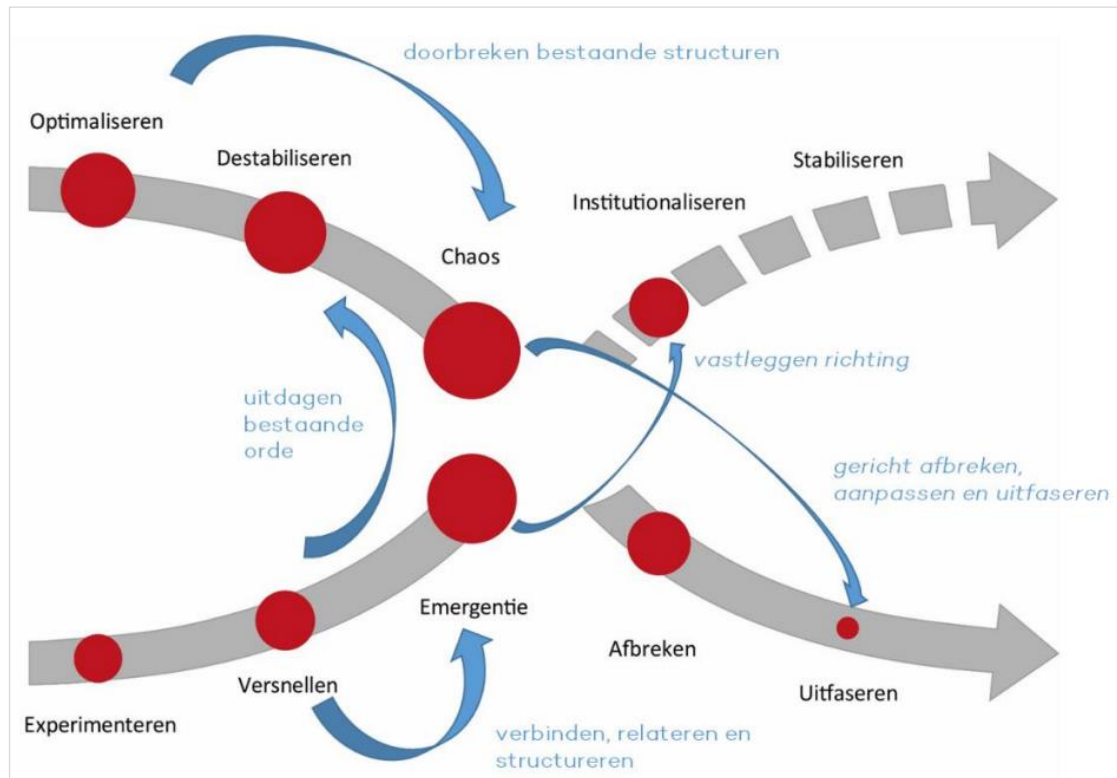 doorbreken bestaande structuren
Optimaliseren
Destabiliseren
Stabiliseren
Institutionaliseren
Chaos
vastleggen richting
uitdagen
bestaande
orde
gericht afbreken,
aanpassen en uitfaseren
Emergentie
Afbreken
Versnellen
Uitfaseren
Experimenteren
verbinden, relateren en
structureren